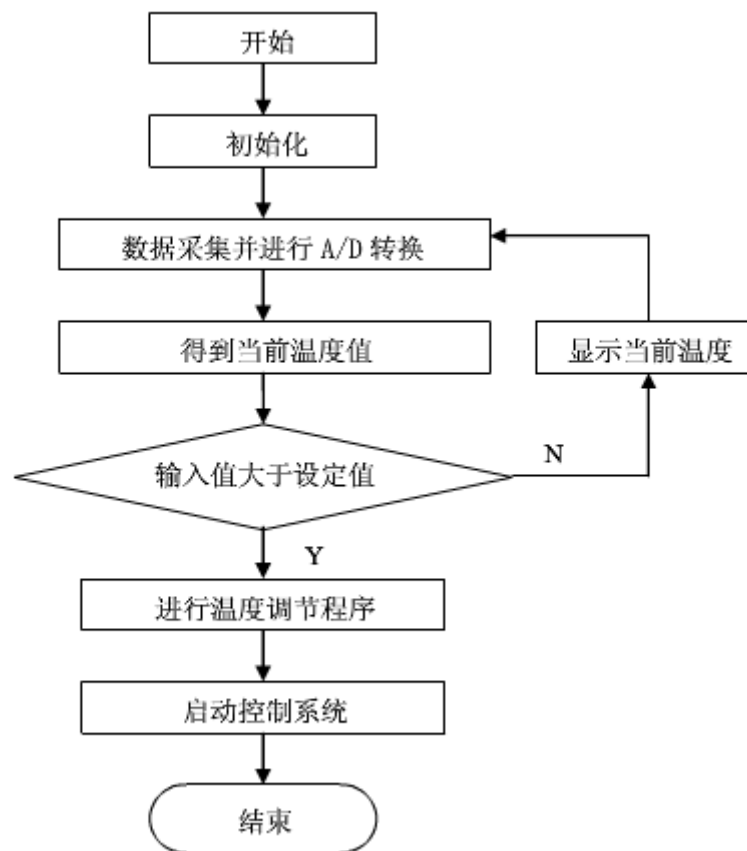 开始
初始化
数据采集并进行 A/D 转换
得到当前温度值
显示当前温度
输入值大于设定值
N
Y
进行温度调节程序
启动控制系统
结束